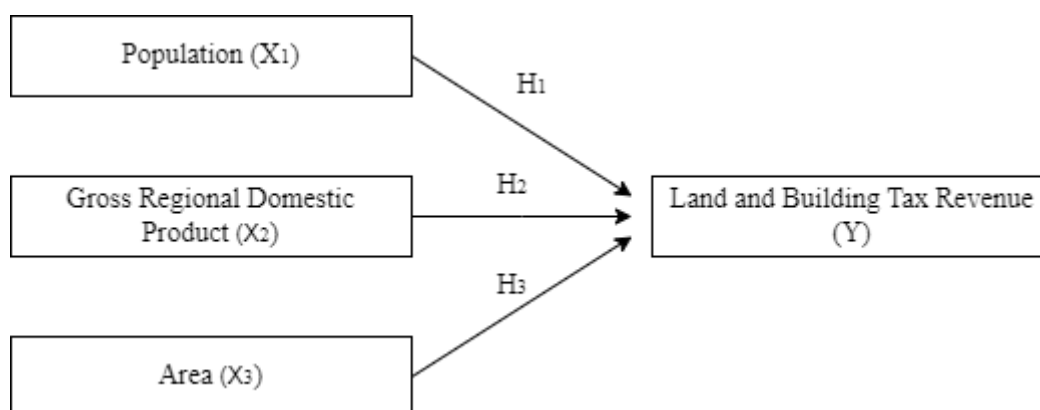 Population (X1)
H1
Gross Regional Domestic
Product (X2)
H2
Land and Building Tax Revenue
(Y)
H3
Area (X3)